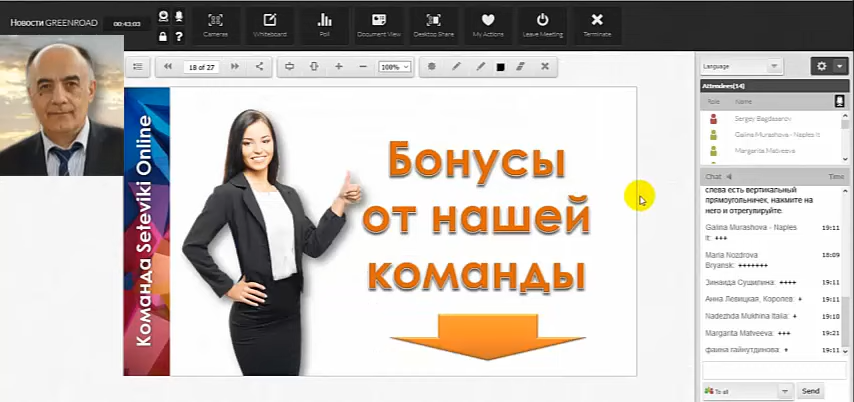 Новости GREENROAD
00:43:03
?
Cameras
Whiteboard
Poll
Document View
Desktop Share
My Actions
Leave Meeting
Terminate
18 of 27
100%
Language
Attendees(14)
Role Name
Sergey Bagdasarov
Galina Murashova - Naples It
Margarita Matveeva
Chat Time
слева есть вертикальный
прямоугольничек, нажмите на
него и отрегулируйте.
Galina Murashova - Naples 19:11
It: +++
Maria Nozdrova 18:09
Bryansk: +++++++
Зинаида Сушилина: ++++ 19:11
Анна Левицкая, Королев: + 19:11
Nadezhda Mukhina Italia: + 19:10
Margarita Matveeva: +++ 19:21
фаина гайнутдинова: + 19:11
To all
Send
Команда Seteviki Online
Бонусы
от нашей
команды